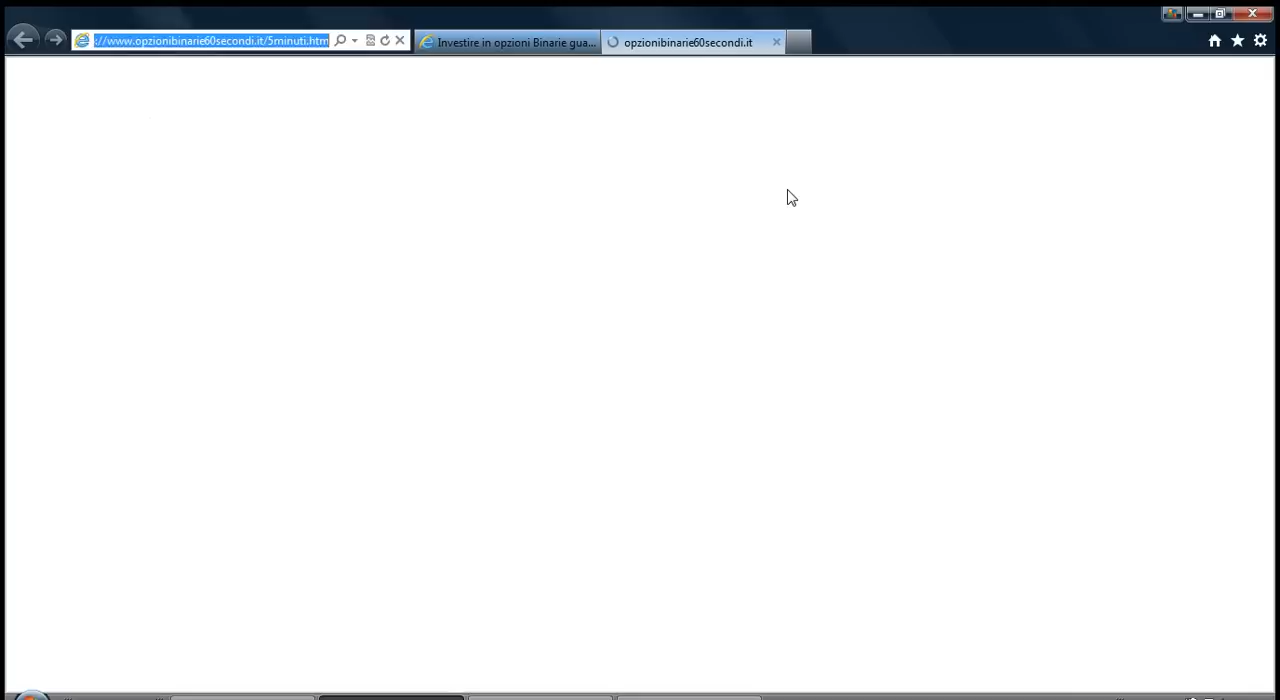 ://www.opzionibinarie60secondi.it/5minuti.htm
Investire in opzioni Binarie gua...
opzionibinarie60secondi.it